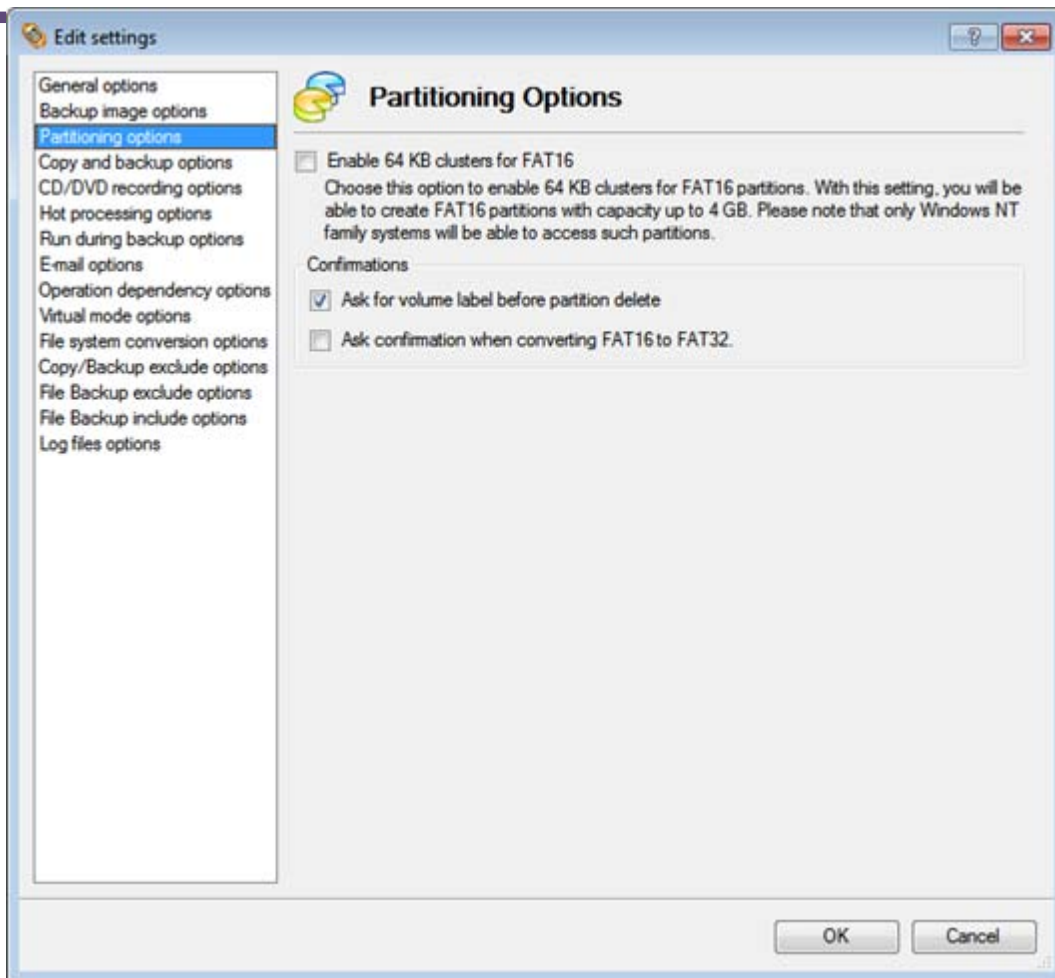 Edit settings
General options
Backup image options
Partitioning options
Copy and backup options
CD/DVD recording options
Hot processing options
Run during backup options
E-mail options
Operation dependency options
Virtual mode options
File system conversion options
Copy/Backup exclude options
File Backup exclude options
File Backup include options
Log files options
Partitioning Options
Enable 64 KB clusters for FAT16
Choose this option to enable 64 KB clusters for FAT16 partitions. With this setting, you will be
able to create FAT16 partitions with capacity up to 4 GB. Please note that only Windows NT
family systems will be able to access such partitions.
Confirmations
Ask for volume label before partition delete
Ask confirmation when converting FAT16 to FAT32.
OK
Cancel